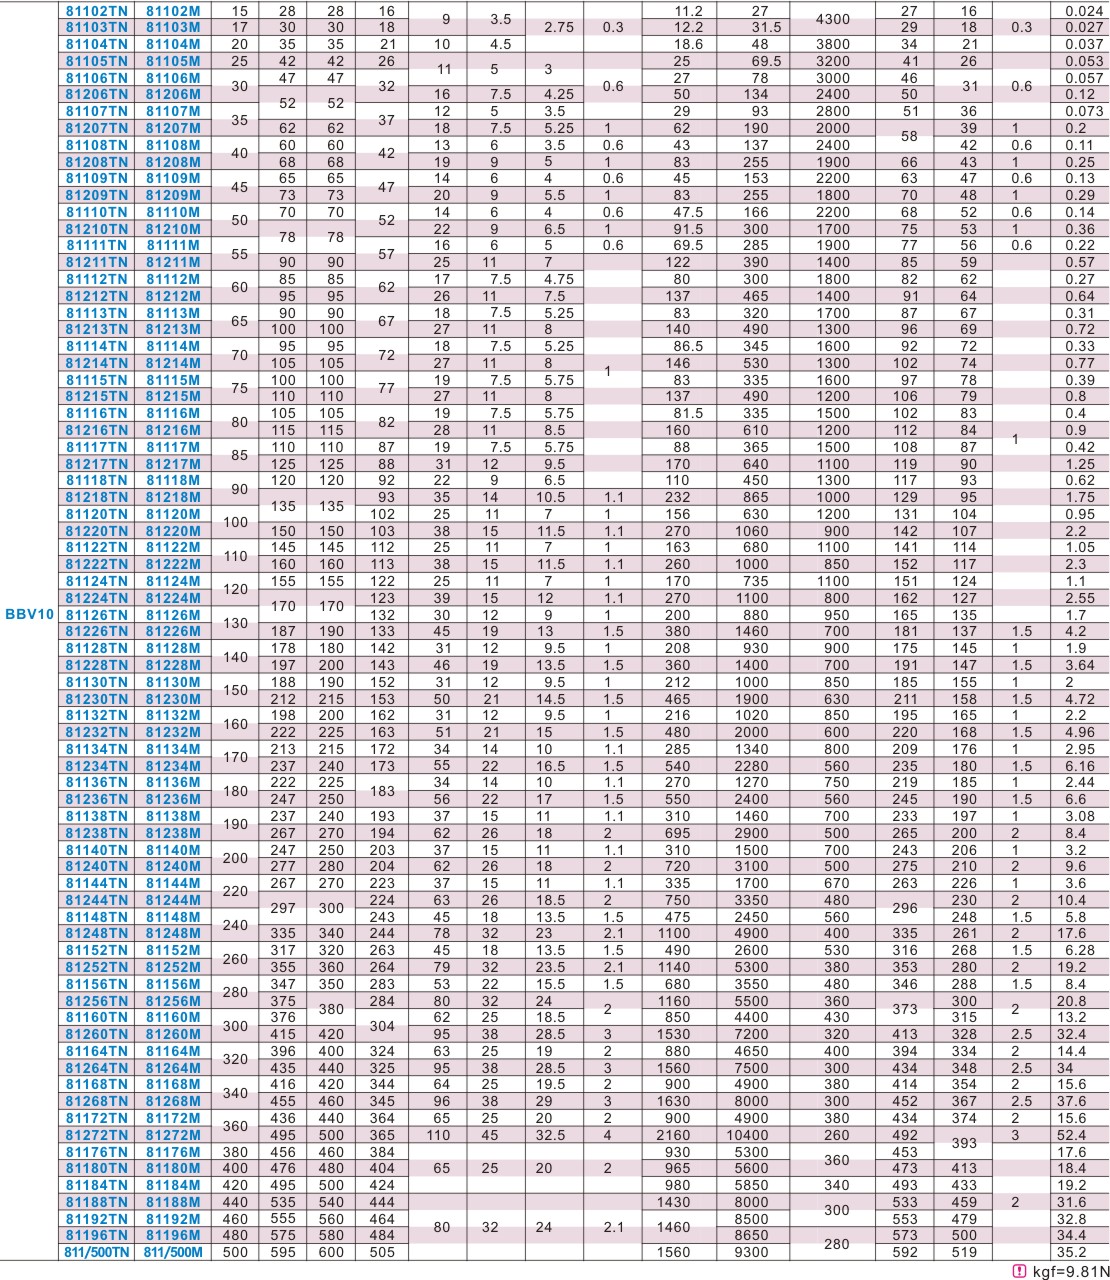 81102TN 81102M 15 28 28 16 9 3.5 2.75 0.3 11.2 27 4300 27 16 0.3 0.024
81103TN 81103M 17 30 30 18 12.2 31.5 29 18 0.027
81104TN 81104M 20 35 35 21 10 4.5 18.6 48 3800 34 21 0.037
81105TN 81105M 25 42 42 26 11 5 3 0.6 25 69.5 3200 41 26 0.6 0.053
81106TN 81106M 30 47 47 32 27 78 3000 46 31 0.057
81206TN 81206M 52 52 16 7.5 4.25 50 134 2400 50 0.12
81107TN 81107M 35 37 12 5 3.5 29 93 2800 51 36 0.073
81207TN 81207M 62 62 18 7.5 5.25 1 62 190 2000 58 39 1 0.2
81108TN 81108M 40 60 60 42 13 6 3.5 0.6 43 137 2400 42 0.6 0.11
81208TN 81208M 68 68 19 9 5 1 83 255 1900 66 43 1 0.25
81109TN 81109M 45 65 65 47 14 6 4 0.6 45 153 2200 63 47 0.6 0.13
81209TN 81209M 73 73 20 9 5.5 1 83 255 1800 70 48 1 0.29
81110TN 81110M 50 70 70 52 14 6 4 0.6 47.5 166 2200 68 52 0.6 0.14
81210TN 81210M 78 78 22 9 6.5 1 91.5 300 1700 75 53 1 0.36
81111TN 81111M 55 57 16 6 5 0.6 69.5 285 1900 77 56 0.6 0.22
81211TN 81211M 90 90 25 11 7 1 122 390 1400 85 59 1 0.57
81112TN 81112M 60 85 85 62 17 7.5 4.75 80 300 1800 82 62 0.27
81212TN 81212M 95 95 26 11 7.5 137 465 1400 91 64 0.64
81113TN 81113M 65 90 90 67 18 7.5 5.25 83 320 1700 87 67 0.31
81213TN 81213M 100 100 27 11 8 140 490 1300 96 69 0.72
81114TN 81114M 70 95 95 72 18 7.5 5.25 86.5 345 1600 92 72 0.33
81214TN 81214M 105 105 27 11 8 146 530 1300 102 74 0.77
81115TN 81115M 75 100 100 77 19 7.5 5.75 83 335 1600 97 78 0.39
81215TN 81215M 110 110 27 11 8 137 490 1200 106 79 0.8
81116TN 81116M 80 105 105 82 19 7.5 5.75 81.5 335 1500 102 83 0.4
81216TN 81216M 115 115 28 11 8.5 160 610 1200 112 84 0.9
81117TN 81117M 85 110 110 87 19 7.5 5.75 88 365 1500 108 87 0.42
81217TN 81217M 125 125 88 31 12 9.5 170 640 1100 119 90 1.25
81118TN 81118M 90 120 120 92 22 9 6.5 110 450 1300 117 93 0.62
81218TN 81218M 135 135 93 35 14 10.5 1.1 232 865 1000 129 95 1.75
81120TN 81120M 100 102 25 11 7 1 156 630 1200 131 104 0.95
81220TN 81220M 150 150 103 38 15 11.5 1.1 270 1060 900 142 107 2.2
81122TN 81122M 110 145 145 112 25 11 7 1 163 680 1100 141 114 1.05
81222TN 81222M 160 160 113 38 15 11.5 1.1 260 1000 850 152 117 2.3
81124TN 81124M 120 155 155 122 25 11 7 1 170 735 1100 151 124 1.1
81224TN 81224M 170 170 123 39 15 12 1.1 270 1100 800 162 127 2.55
BBV10 81126TN 81126M 130 132 30 12 9 1 200 880 950 165 135 1.7
81226TN 81226M 187 190 133 45 19 13 1.5 380 1460 700 181 137 1.5 4.2
81128TN 81128M 140 178 180 142 31 12 9.5 1 208 930 900 175 145 1 1.9
81228TN 81228M 197 200 143 46 19 13.5 1.5 360 1400 700 191 147 1.5 3.64
81130TN 81130M 150 188 190 152 31 12 9.5 1 212 1000 850 185 155 1 2
81230TN 81230M 212 215 153 50 21 14.5 1.5 465 1900 630 211 158 1.5 4.72
81132TN 81132M 160 198 200 162 31 12 9.5 1 216 1020 850 195 165 1 2.2
81232TN 81232M 222 225 163 51 21 15 1.5 480 2000 600 220 168 1.5 4.96
81134TN 81134M 170 213 215 172 34 14 10 1.1 285 1340 800 209 176 1 2.95
81234TN 81234M 237 240 173 55 22 16.5 1.5 540 2280 560 235 180 1.5 6.16
81136TN 81136M 180 222 225 183 34 14 10 1.1 270 1270 750 219 185 1 2.44
81236TN 81236M 247 250 56 22 17 1.5 550 2400 560 245 190 1.5 6.6
81138TN 81138M 190 237 240 193 37 15 11 1.1 310 1460 700 233 197 1 3.08
81238TN 81238M 267 270 194 62 26 18 2 695 2900 500 265 200 2 8.4
81140TN 81140M 200 247 250 203 37 15 11 1.1 310 1500 700 243 206 1 3.2
81240TN 81240M 277 280 204 62 26 18 2 720 3100 500 275 210 2 9.6
81144TN 81144M 220 267 270 223 37 15 11 1.1 335 1700 670 263 226 1 3.6
81244TN 81244M 297 300 224 63 26 18.5 2 750 3350 480 296 230 2 10.4
81148TN 81148M 240 243 45 18 13.5 1.5 475 2450 560 248 1.5 5.8
81248TN 81248M 335 340 244 78 32 23 2.1 1100 4900 400 335 261 2 17.6
81152TN 81152M 260 317 320 263 45 18 13.5 1.5 490 2600 530 316 268 1.5 6.28
81252TN 81252M 355 360 264 79 32 23.5 2.1 1140 5300 380 353 280 2 19.2
81156TN 81156M 280 347 350 283 53 22 15.5 1.5 680 3550 480 346 288 1.5 8.4
81256TN 81256M 375 380 284 80 32 24 2 1160 5500 360 373 300 2 20.8
81160TN 81160M 300 376 304 62 25 18.5 850 4400 430 315 13.2
81260TN 81260M 415 420 95 38 28.5 3 1530 7200 320 413 328 2.5 32.4
81164TN 81164M 320 396 400 324 63 25 19 2 880 4650 400 394 334 2 14.4
81264TN 81264M 435 440 325 95 38 28.5 3 1560 7500 300 434 348 2.5 34
81168TN 81168M 340 416 420 344 64 25 19.5 2 900 4900 380 414 354 2 15.6
81268TN 81268M 455 460 345 96 38 29 3 1630 8000 300 452 367 2.5 37.6
81172TN 81172M 360 436 440 364 65 25 20 2 900 4900 380 434 374 2 15.6
81272TN 81272M 495 500 365 110 45 32.5 4 2160 10400 260 492 393 3 52.4
81176TN 81176M 380 456 460 384 930 5300 360 453 17.6
81180TN 81180M 400 476 480 404 65 25 20 2 965 5600 473 413 18.4
81184TN 81184M 420 495 500 424 980 5850 340 493 433 19.2
81188TN 81188M 440 535 540 444 1430 8000 300 533 459 2 31.6
81192TN 81192M 460 555 560 464 80 32 24 2.1 1460 8500 553 479 32.8
81196TN 81196M 480 575 580 484 8650 280 573 500 34.4
811/500TN 811/500M 500 595 600 505 1560 9300 592 519 35.2
kgf=9.81N